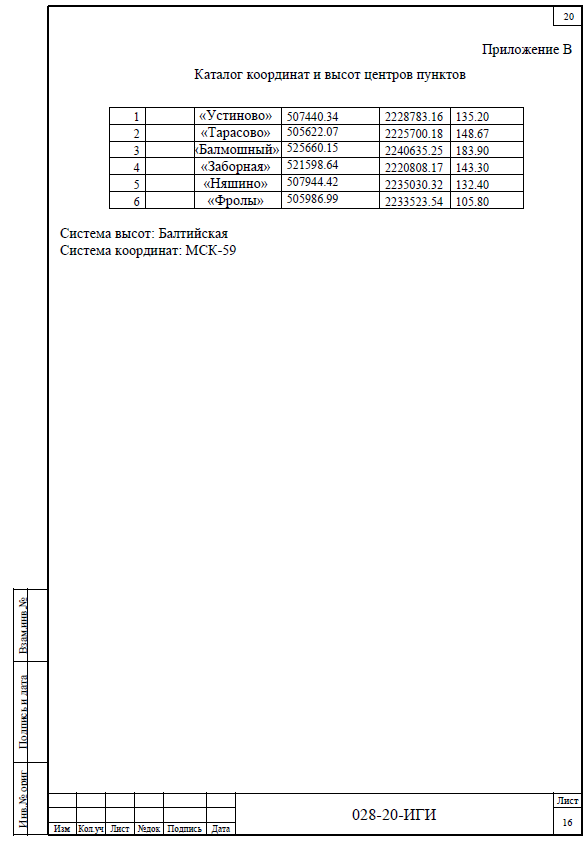 20
Приложение В
Каталог координат и высот центров пунктов
1 «Устиново» 507440.34 2228783.16 135.20
2 «Тарасово» 505622.07 2225700.18 148.67
3 «Балмошный» 525660.15 2240635.25 183.90
4 «Заборная» 521598.64 2220808.17 143.30
5 «Няшино» 507944.42 2235030.32 132.40
6 «Фролы» 505986.99 2233523.54 105.80
Система высот: Балтийская
Система координат: МСК-59
Взам.инв №
Подпись и дата
Инв.№ ориг
Изм Кол.уч Лист №док Подпись Дата
028-20-ИГИ
Лист
16